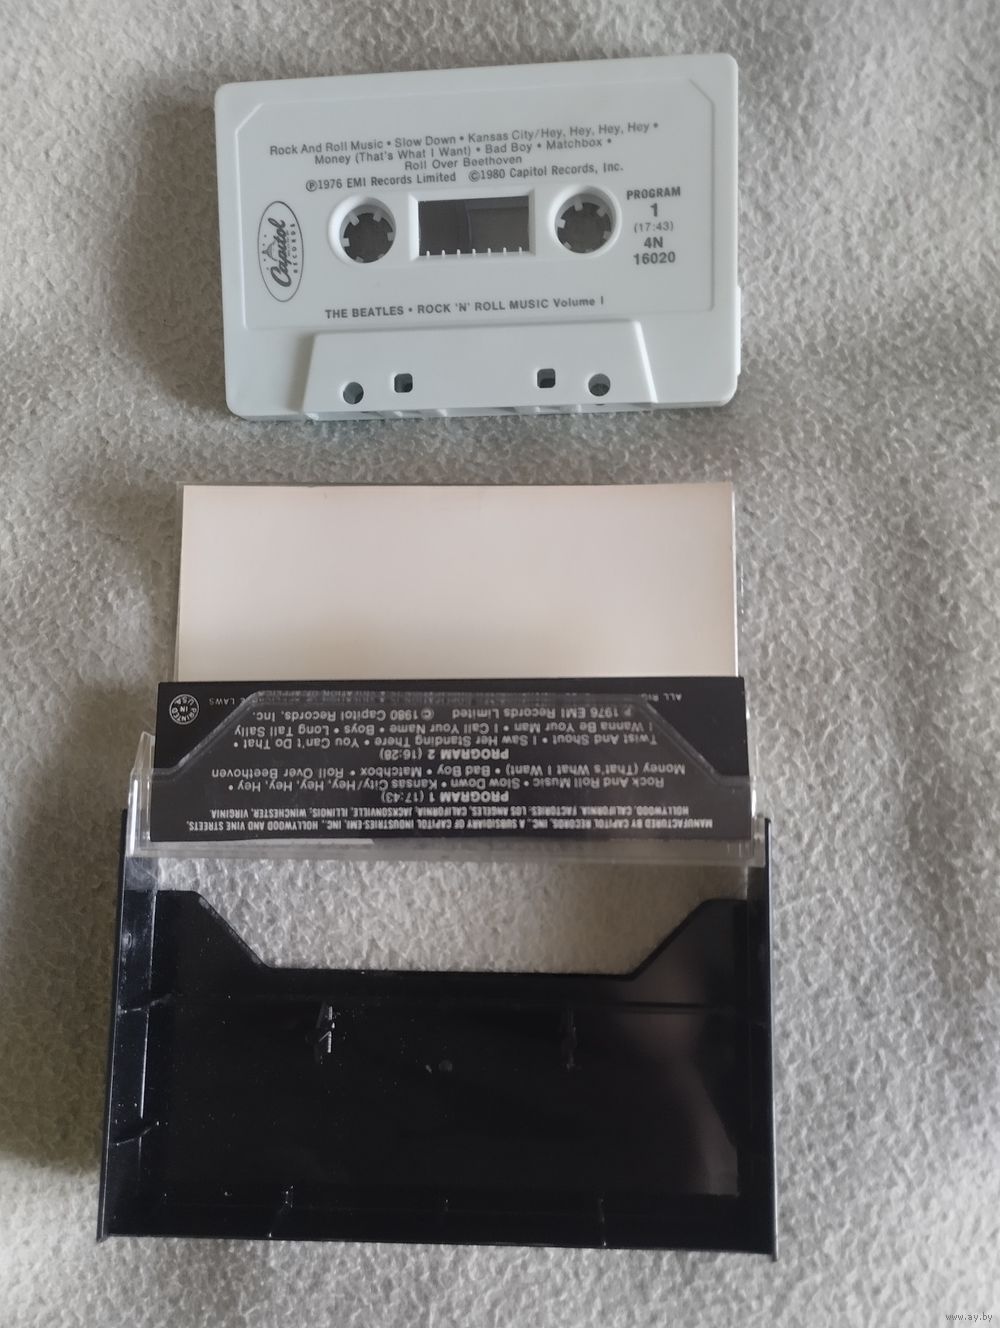 Rock And Roll Music • Slow Down • Kansas City/Hey, Hey, Hey, Hey •
Money (That's What I Want) • Bad Boy • Matchbox •
Roll Over Beethoven
℗1976 EMI Records Limited ©1980 Capitol Records, Inc.
Capitol
RECORDS
PROGRAM
1
(17:43)
4N
16020
THE BEATLES • ROCK 'N' ROLL MUSIC Volume I
MANUFACTURED BY CAPITOL RECORDS, INC., A SUBSIDIARY OF CAPITOL INDUSTRIES-EMI, INC., HOLLYWOOD AND VINE STREETS,
HOLLYWOOD, CALIFORNIA. FACTORIES: LOS ANGELES, CALIFORNIA, JACKSONVILLE, ILLINOIS, WINCHESTER, VIRGINIA
PROGRAM 1 (17:43)
Rock And Roll Music • Slow Down • Kansas City/Hey, Hey, Hey, Hey •
Money (That's What I Want) • Bad Boy • Matchbox • Roll Over Beethoven
PROGRAM 2 (16:28)
Twist And Shout • I Saw Her Standing There • You Can't Do That •
I Wanna Be Your Man • I Call Your Name • Boys • Long Tall Sally
P 1976 EMI Records Limited © 1980 Capitol Records, Inc.
ALL LAWS
PRINTED
IN
USA
www.ay.by